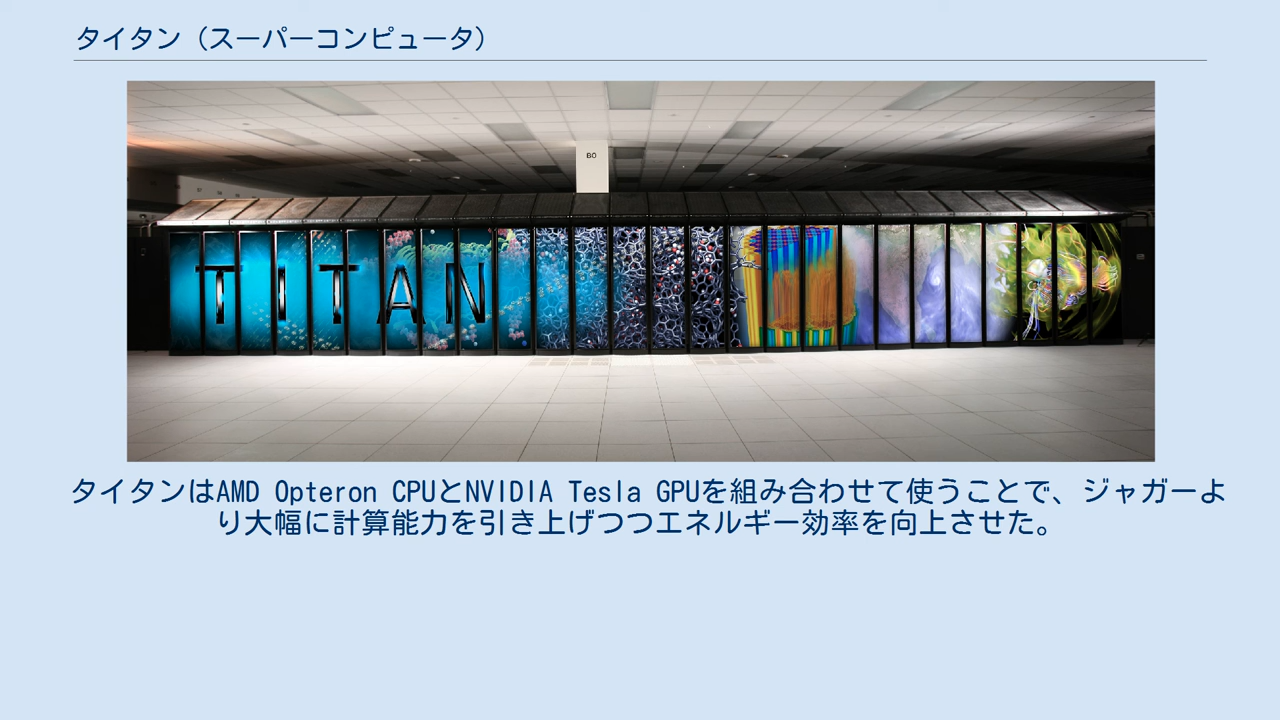 タイタン（スーパーコンピュータ）
BO
TITAN
タイタンはAMD Opteron CPUとNVIDIA Tesla GPUを組み合わせて使うことで、ジャガーよ
り大幅に計算能力を引き上げつつエネルギー効率を向上させた。